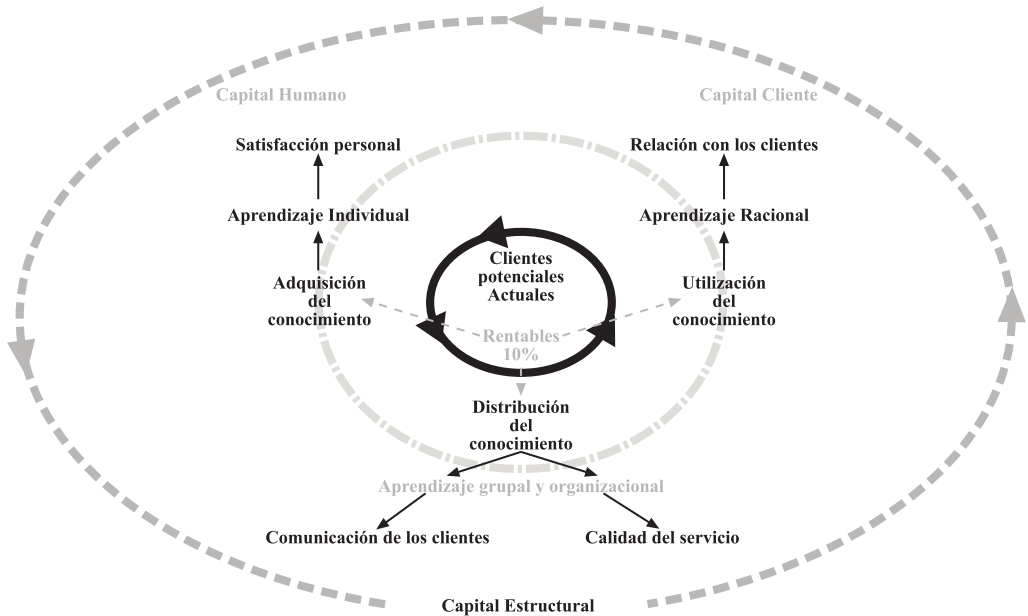 Capital Humano
Capital Cliente
Satisfacción personal
Relación con los clientes
Aprendizaje Individual
Aprendizaje Racional
Clientes
potenciales
Actuales
Adquisición
del
conocimiento
Utilización
del
conocimiento
Rentables
10%
Distribución
del
conocimiento
Aprendizaje grupal y organizacional
Comunicación de los clientes
Calidad del servicio
Capital Estructural